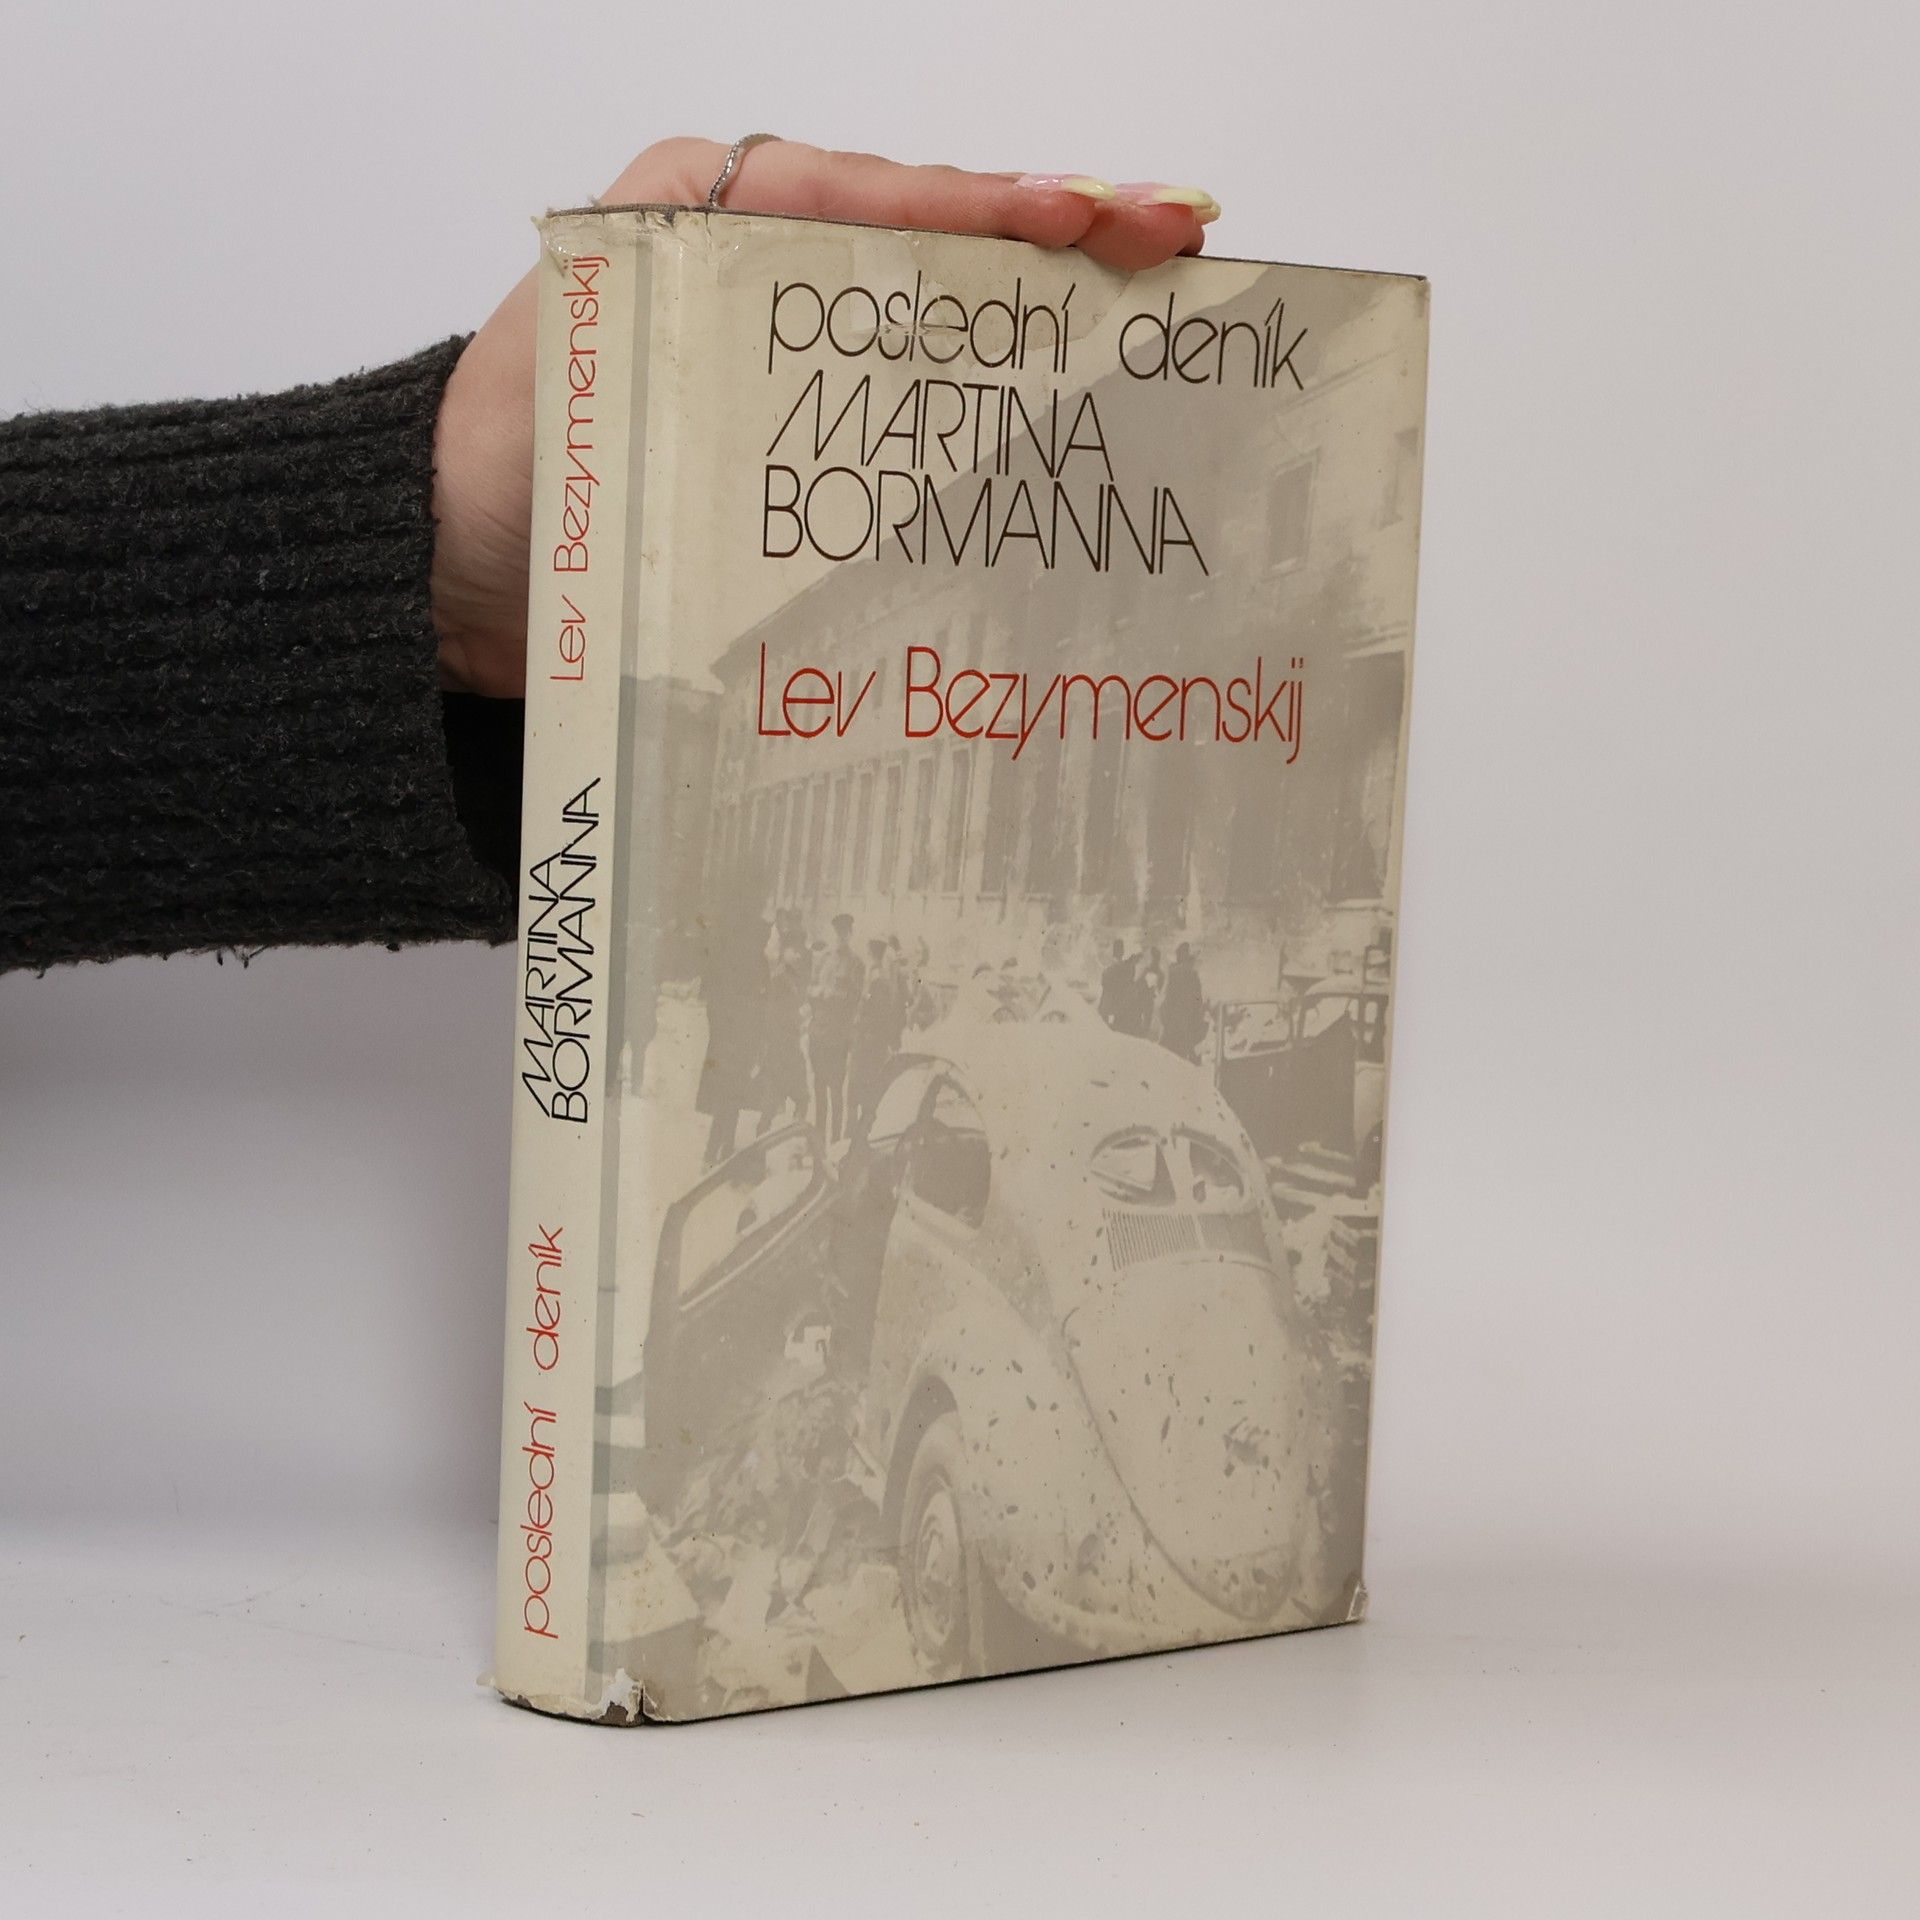 poslední deník
MARTINA
BORMANNA
Lev Bezymenskij
poslední deník
MARTINA
BORMANNA
Lev Bezymenskij